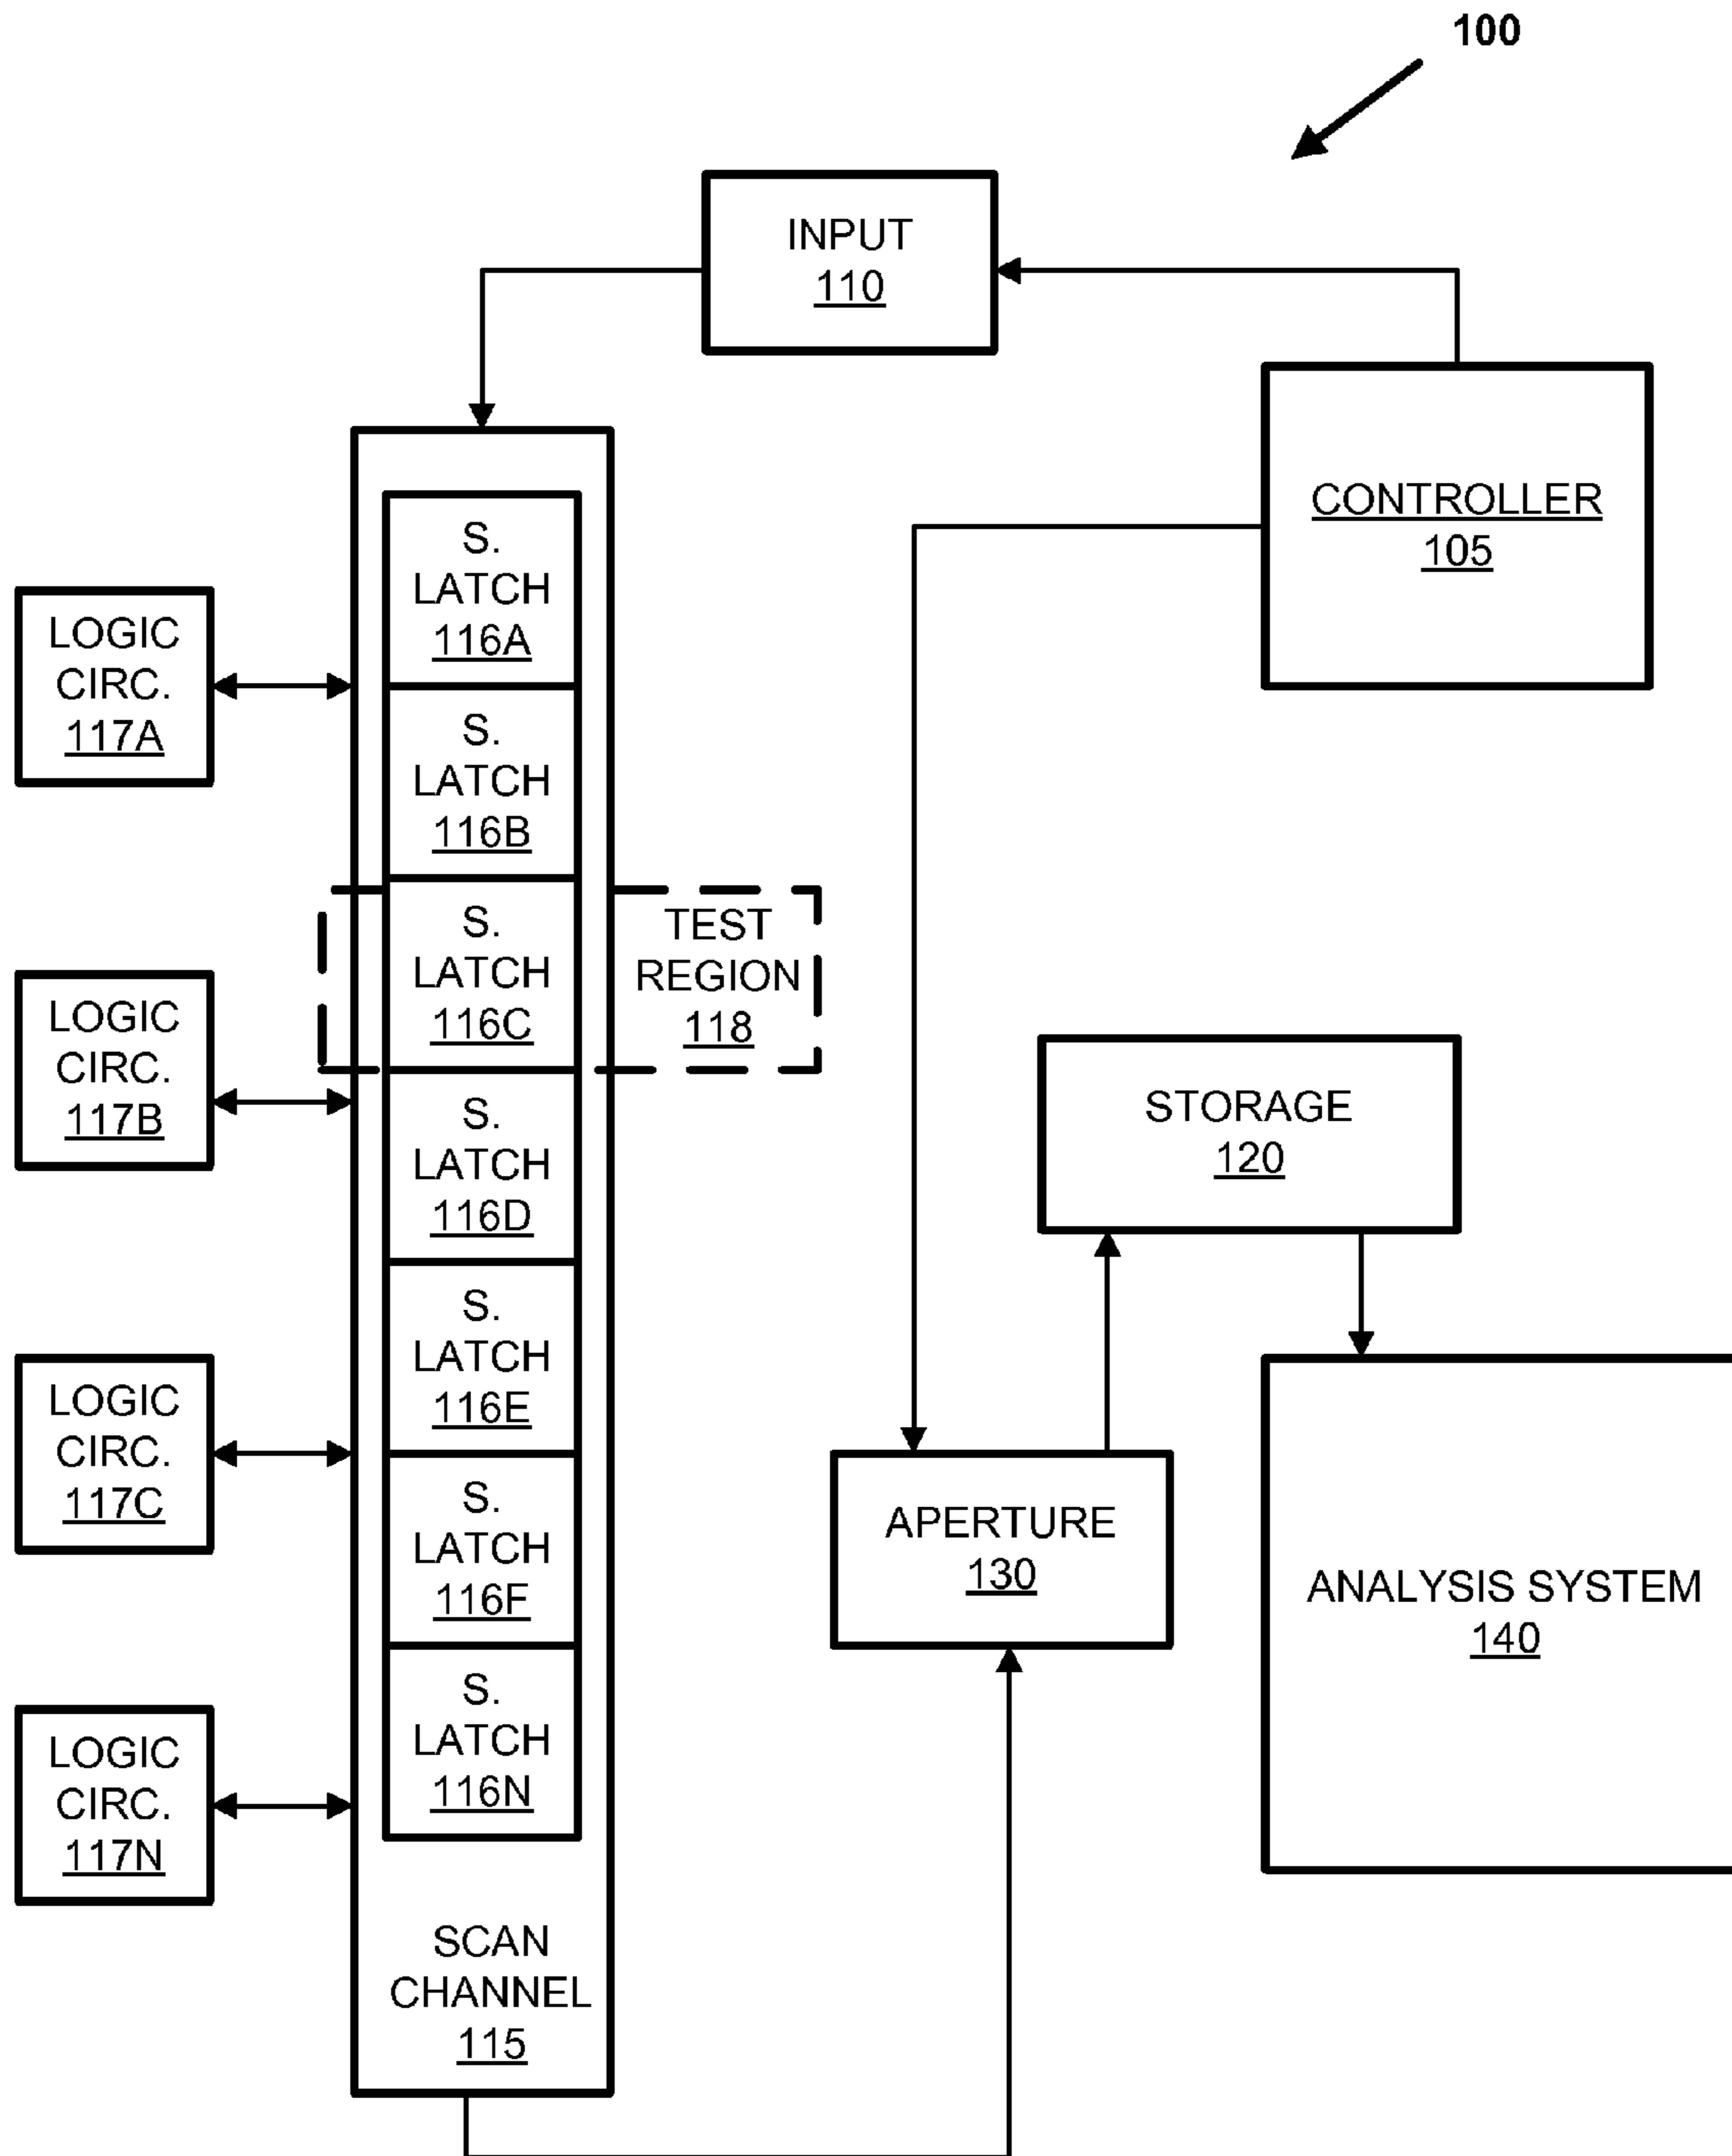 100
INPUT
110
CONTROLLER
105
S.
LATCH
116A
S.
LATCH
116B
S.
LATCH
116C
S.
LATCH
116D
S.
LATCH
116E
S.
LATCH
116F
S.
LATCH
116N
SCAN
CHANNEL
115
LOGIC
CIRC.
117A
LOGIC
CIRC.
117B
LOGIC
CIRC.
117C
LOGIC
CIRC.
117N
TEST
REGION
118
STORAGE
120
APERTURE
130
ANALYSIS SYSTEM
140